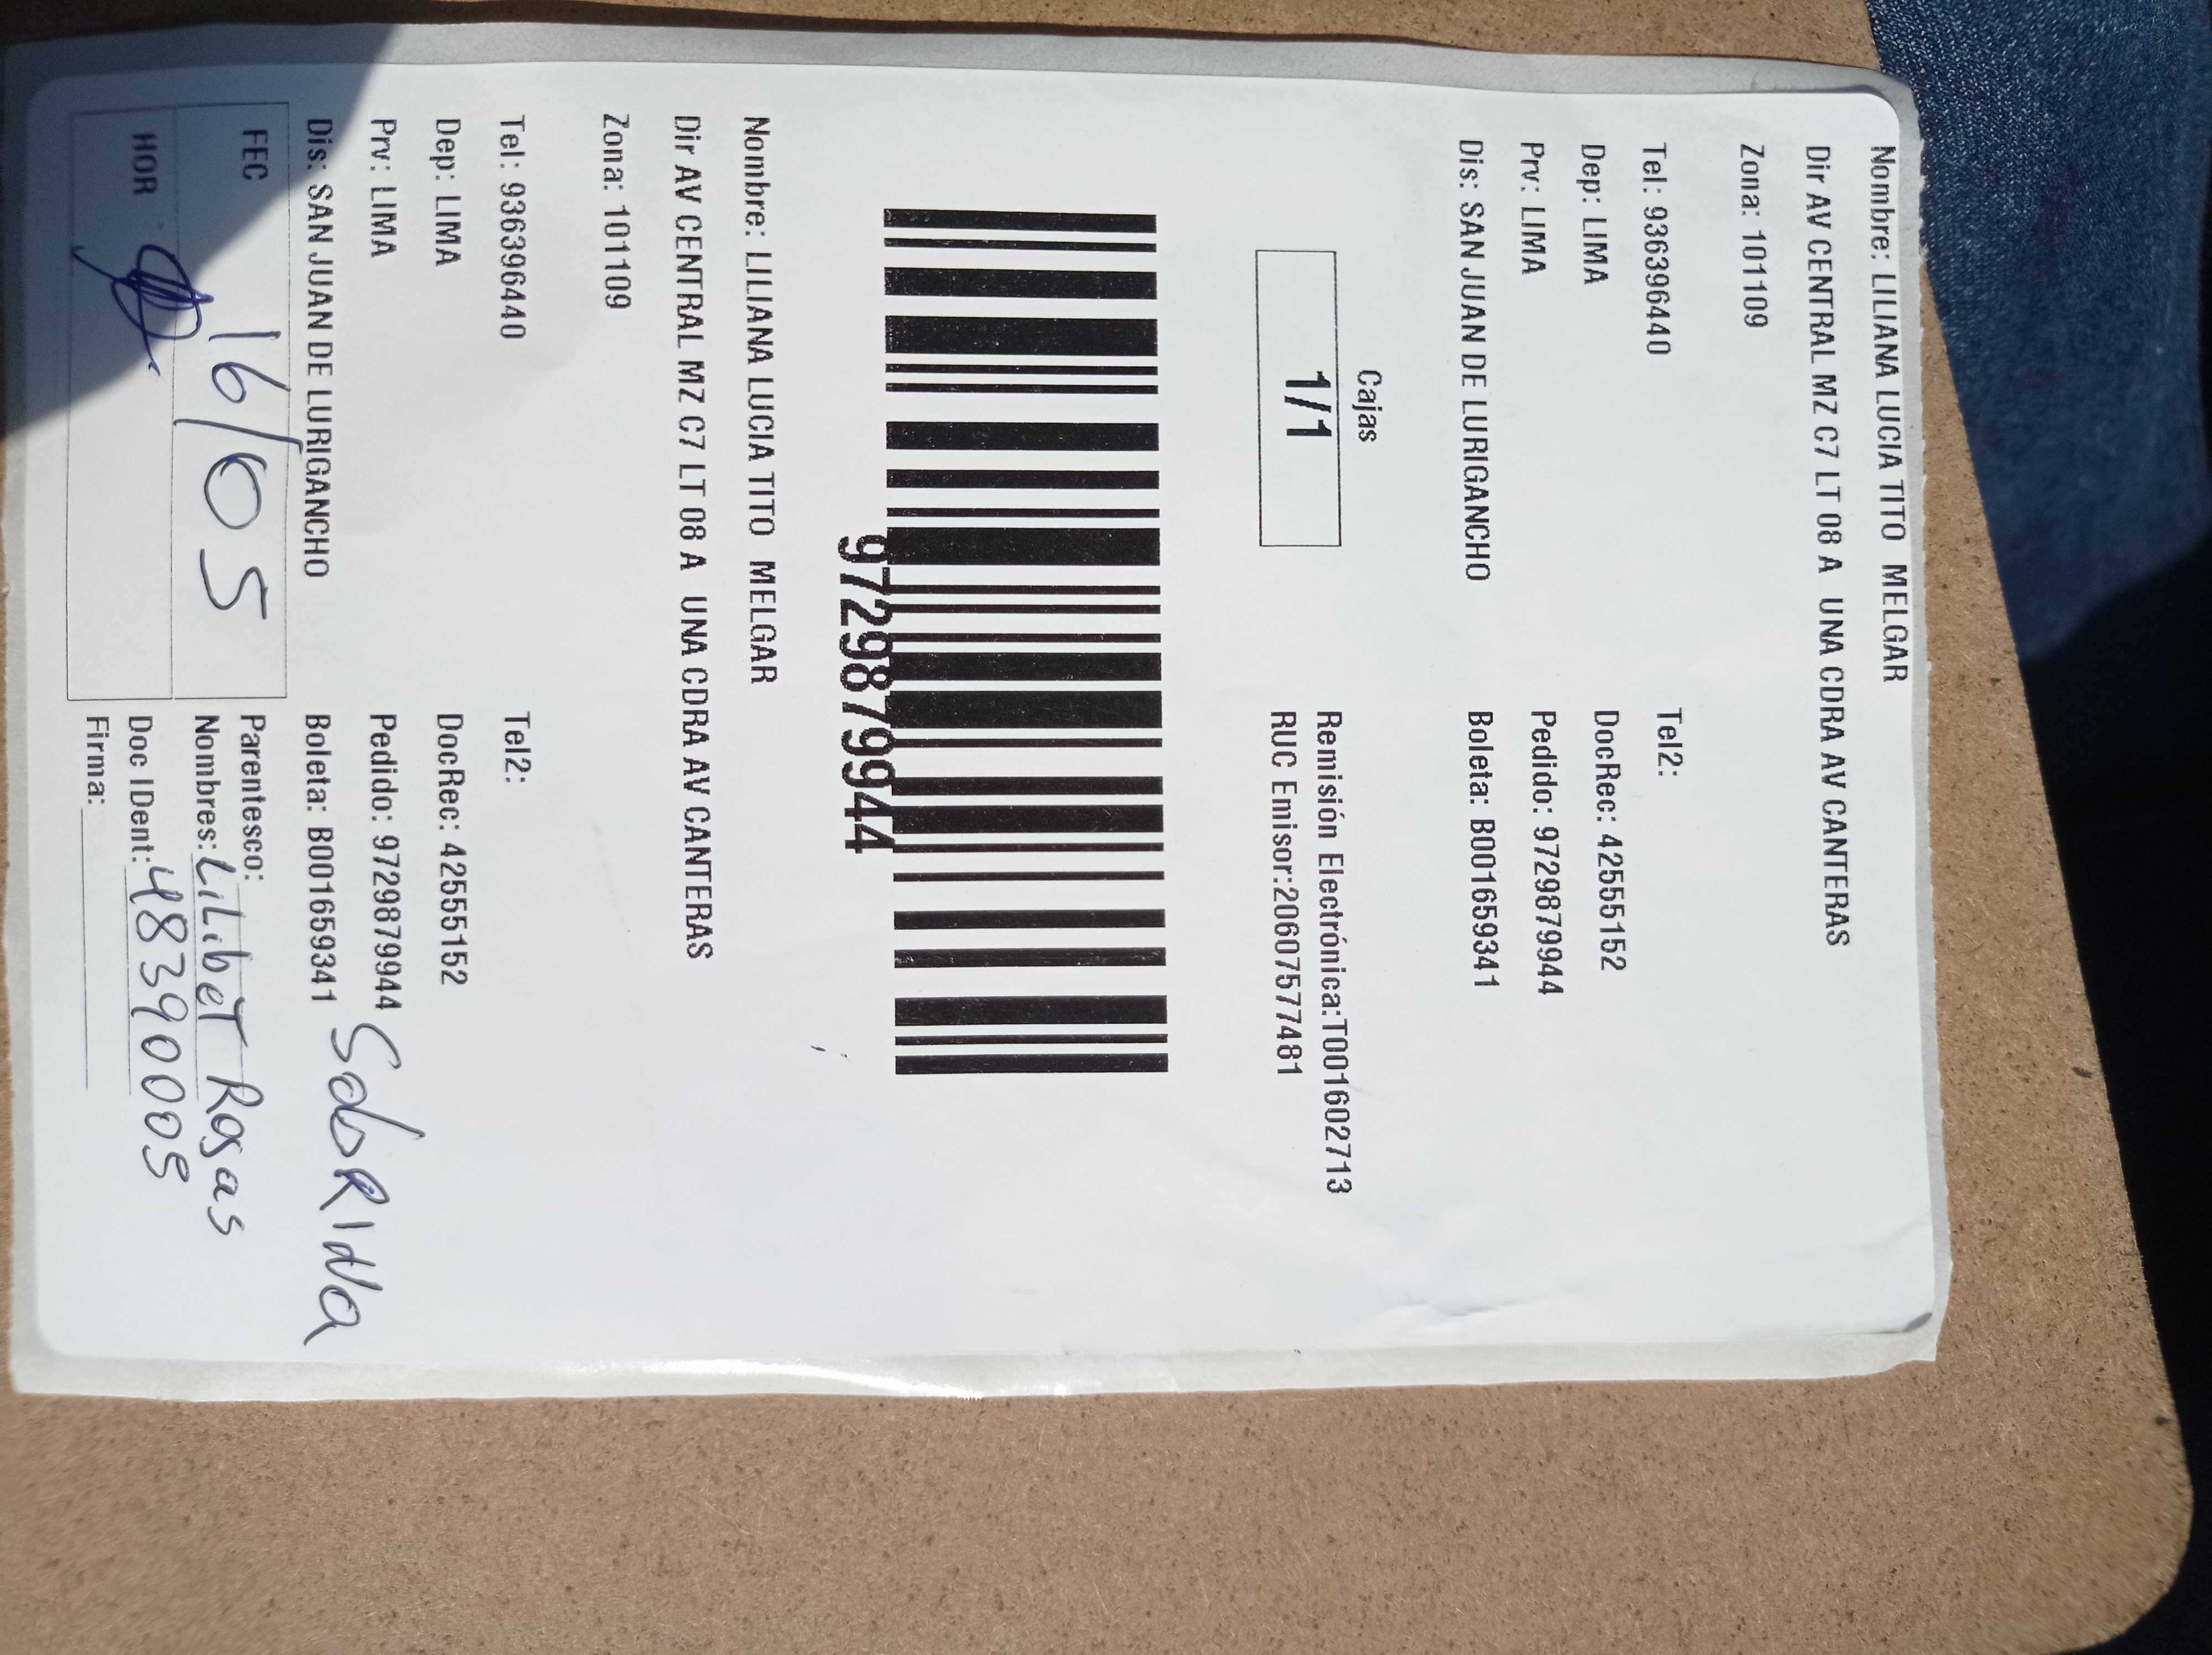 Nombre: LILIANA LUCIA TITO MELGAR
Dir AV CENTRAL MZ C7 LT 08 A UNA CDRA AV CANTERAS
Zona: 101109
Tel: 936396440 Tel2:
Dep: LIMA DocRec: 42555152
Prv: LIMA Pedido: 97298799944
Dis: SAN JUAN DE LURIGANCHO Boleta: B001659341
Cajas
1/1
Remisión Electrónica:T001602713
RUC Emisor:20607577481
97298799944
Nombre: LILIANA LUCIA TITO MELGAR
Dir AV CENTRAL MZ C7 LT 08 A UNA CDRA AV CANTERAS
Zona: 101109
Tel: 936396440 Tel2:
Dep: LIMA DocRec: 42555152
Prv: LIMA Pedido: 97298799944
Dis: SAN JUAN DE LURIGANCHO Boleta: B001659341 SobRiNa
FEC 16/05 Parentesco:
Nombres: LiLibeT Rosas
HOR Doc IDent: 48390005
Firma: